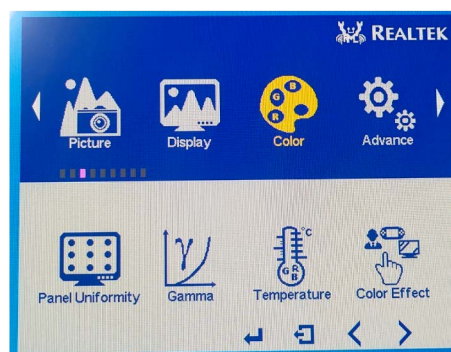 REALTEK
Picture Display Color Advance
G B R
Panel Uniformity Gamma Temperature Color Effect
γ °C
G R B